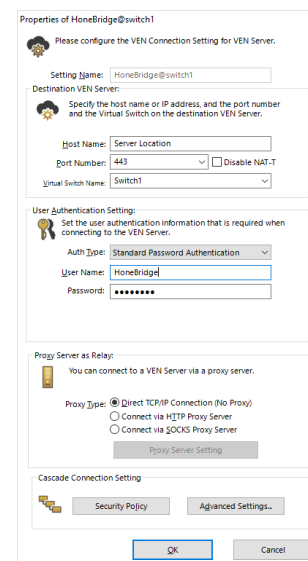 Properties of HoneBridge@switch1
Please configure the VEN Connection Setting for VEN Server.
Setting Name: HoneBridge@switch1
Destination VEN Server:
Specify the host name or IP address, and the port number
and the Virtual Switch on the destination VEN Server.
Host Name: Server Location
Port Number: 443 Disable NAT-T
Virtual Switch Name: Switch1
User Authentication Setting:
Set the user authentication information that is required when
connecting to the VEN Server.
Auth Type: Standard Password Authentication
User Name: HoneBridge
Password: ●●●●●●●●
Proxy Server as Relay:
You can connect to a VEN Server via a proxy server.
Proxy Type: Direct TCP/IP Connection (No Proxy)
Connect via HTTP Proxy Server
Connect via SOCKS Proxy Server
Proxy Server Setting
Cascade Connection Setting
Security Policy Advanced Settings...
OK Cancel